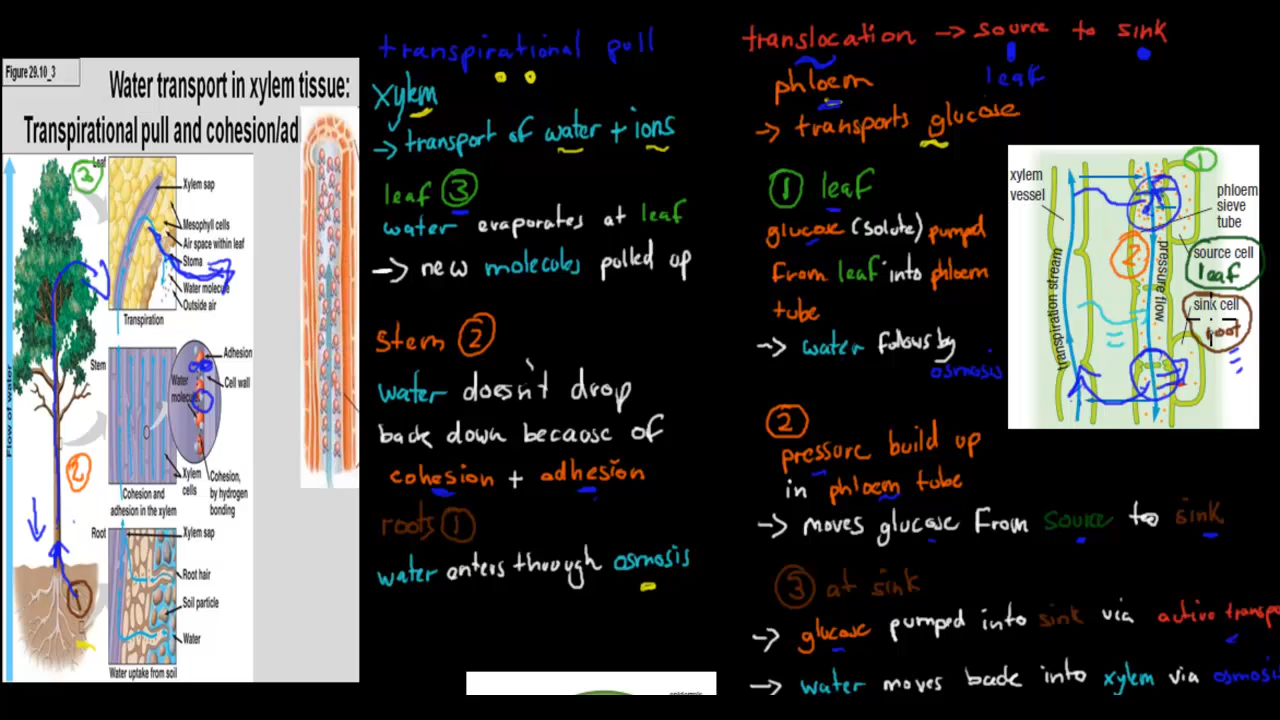 Figure 29.10_3
Water transport in xylem tissue:
Transpirational pull and cohesion/ad
Flow of water
Leaf
3
Xylem sap
Mesophyll cells
Air space within leaf
Stoma
Water molecule
Outside air
Transpiration
Stem
Adhesion
Cell wall
Water
molecule
2
Xylem
cells
Cohesion,
by hydrogen
bonding
Cohesion and
adhesion in the xylem
Root
Xylem sap
Root hair
Soil particle
1
Water
Water uptake from soil
transpirational pull
xylem
→ transport of water + ions
leaf 3
water evaporates at leaf
→ new molecules pulled up
stem 2
water doesn't drop
back down because of
cohesion + adhesion
roots 1
water enters through osmosis
translocation → source to sink
leaf
phloem
→ transports glucose
1 leaf
glucose (solute) pumped
from leaf into phloem
tube
→ water follows by
osmosis
2
pressure build up
in phloem tube
→ moves glucose from source to sink
3 at sink
→ glucose pumped into sink via active transpo
→ water moves back into xylem via osmosis
1
xylem
vessel
phloem
sieve
tube
2
source cell
leaf
sink cell
root
transpiration stream
pressure flow